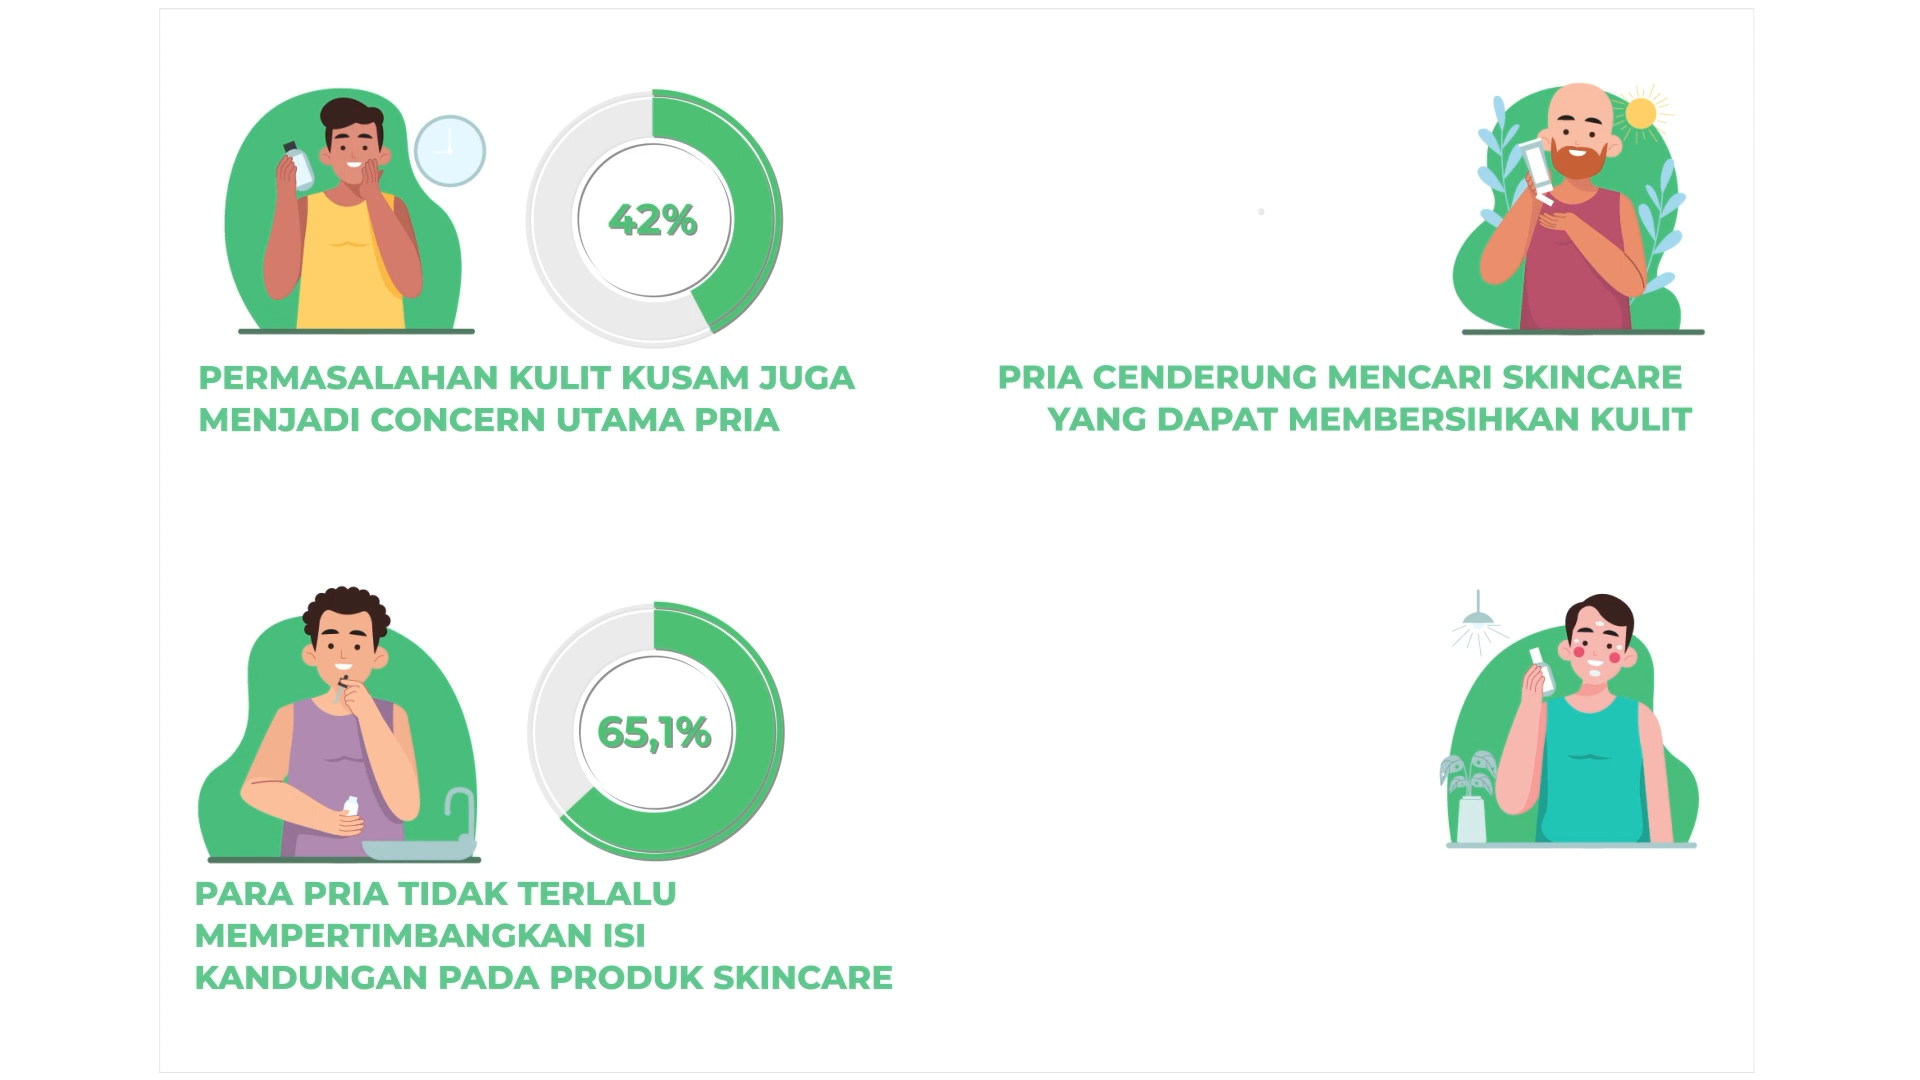 42%
PERMASALAHAN KULIT KUSAM JUGA
MENJADI CONCERN UTAMA PRIA
PRIA CENDERUNG MENCARI SKINCARE
YANG DAPAT MEMBERSIHKAN KULIT
65,1%
PARA PRIA TIDAK TERLALU
MEMPERTIMBANGKAN ISI
KANDUNGAN PADA PRODUK SKINCARE